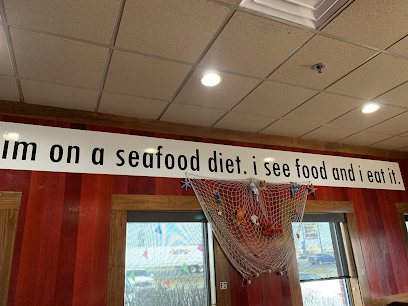 im on a seafood diet. i see food and i eat it.